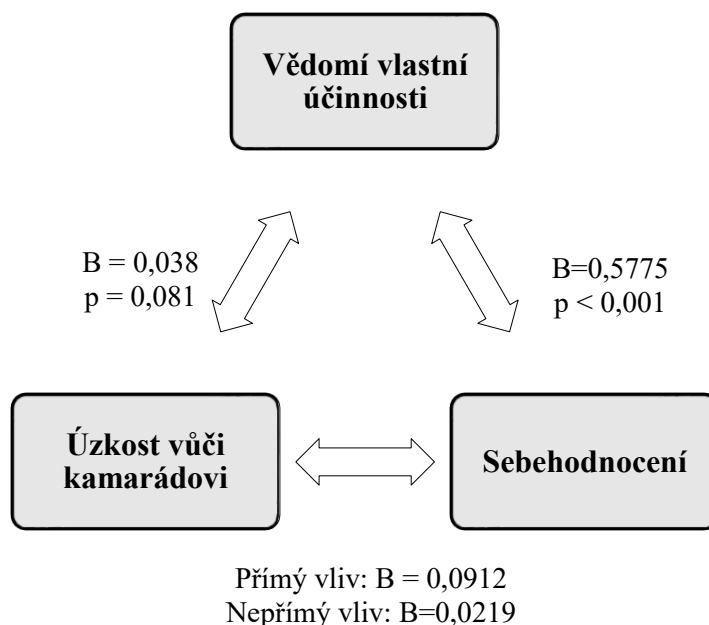 Vědomí vlastní
účinnosti
B = 0,038
p = 0,081
B=0,5775
p < 0,001
Úzkost vůči
kamarádovi
Sebehodnocení
Přímý vliv: B = 0,0912
Nepřímý vliv: B=0,0219